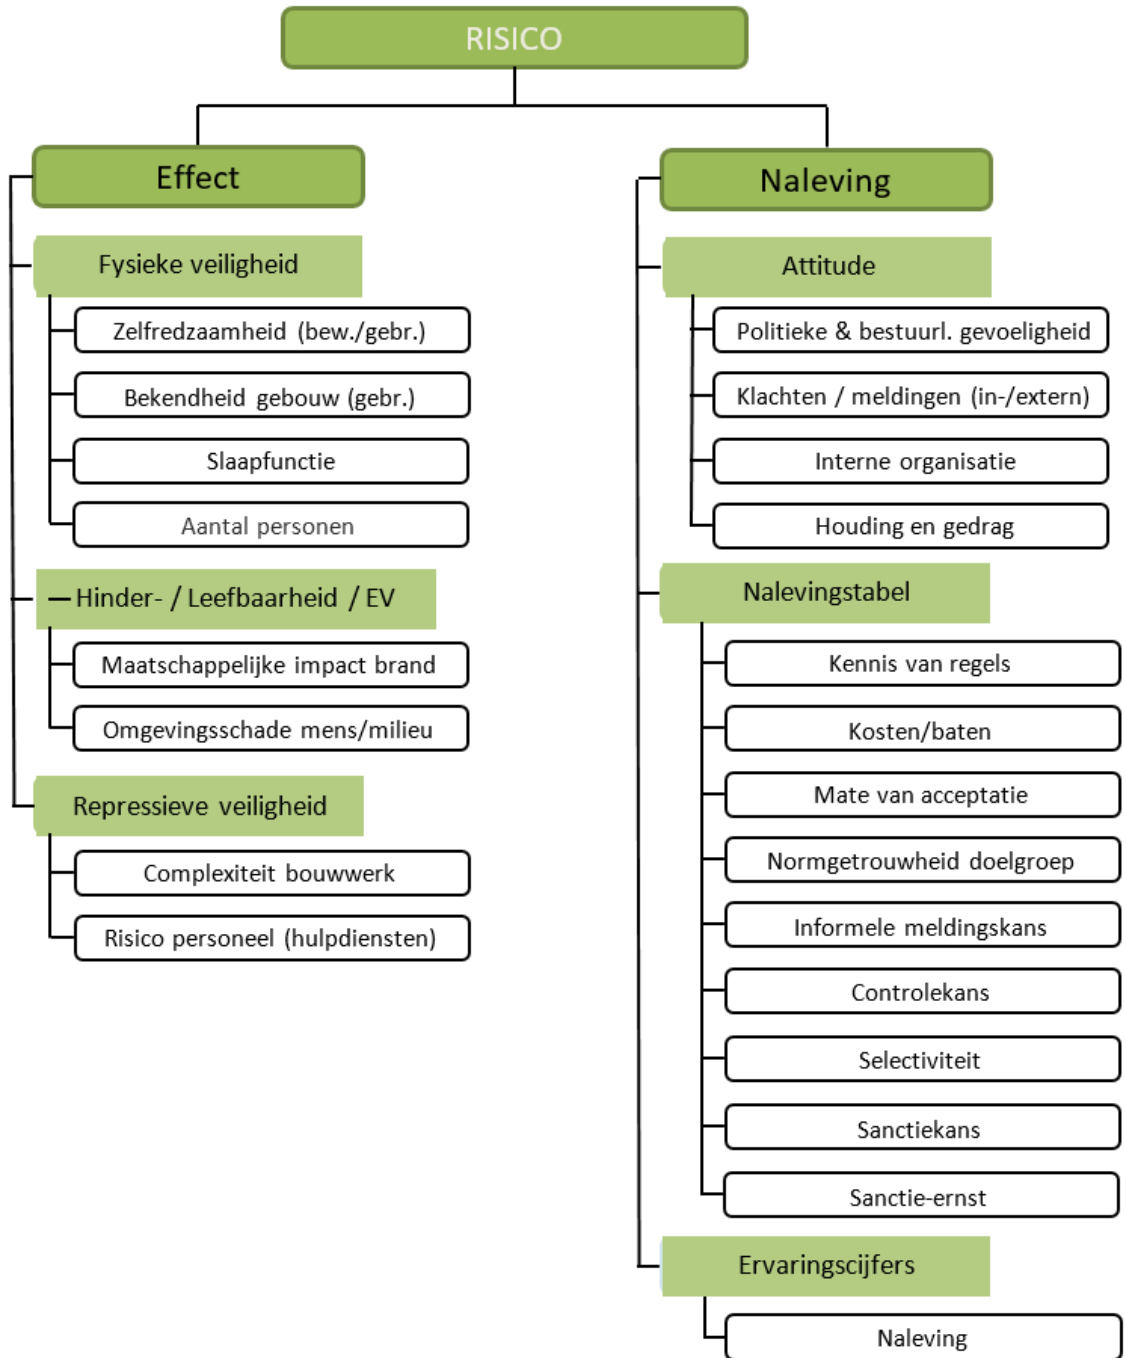 RISICO
Effect
Fysieke veiligheid
Zelfredzaamheid (bew./gebr.)
Bekendheid gebouw (gebr.)
Slaapfunctie
Aantal personen
Hinder- / Leefbaarheid / EV
Maatschappelijke impact brand
Omgevingsschade mens/milieu
Repressieve veiligheid
Complexiteit bouwwerk
Risico personeel (hulpdiensten)
Naleving
Attitude
Politieke & bestuurl. gevoeligheid
Klachten / meldingen (in-/extern)
Interne organisatie
Houding en gedrag
Nalevingstabel
Kennis van regels
Kosten/baten
Mate van acceptatie
Normgetrouwheid doelgroep
Informele meldingskans
Controlekans
Selectiviteit
Sanctiekans
Sanctie-ernst
Ervaringscijfers
Naleving